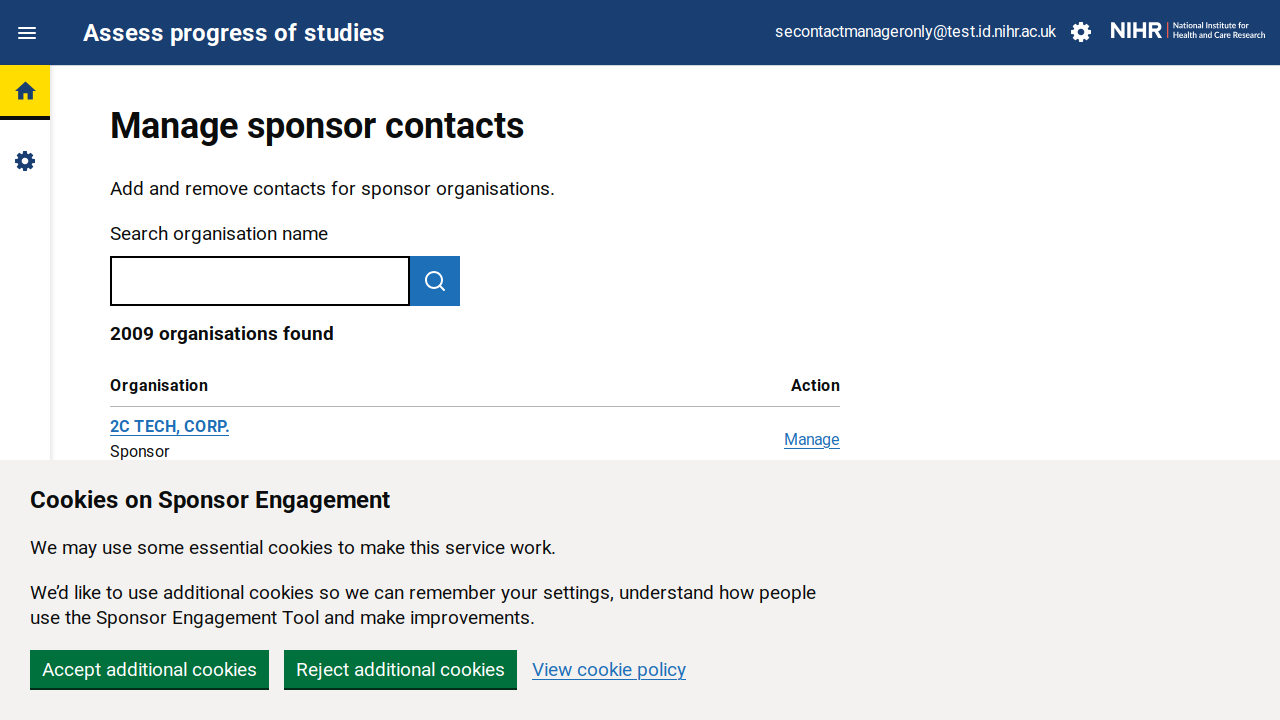 Assess progress of studies
secontactmanageronly@test.id.nihr.ac.uk
NIHR | National Institute for
Health and Care Research
Manage sponsor contacts
Add and remove contacts for sponsor organisations.
Search organisation name
2009 organisations found
Organisation Action
2C TECH, CORP.
Manage
Sponsor
Cookies on Sponsor Engagement
We may use some essential cookies to make this service work.
We’d like to use additional cookies so we can remember your settings, understand how people
use the Sponsor Engagement Tool and make improvements.
Accept additional cookies Reject additional cookies View cookie policy